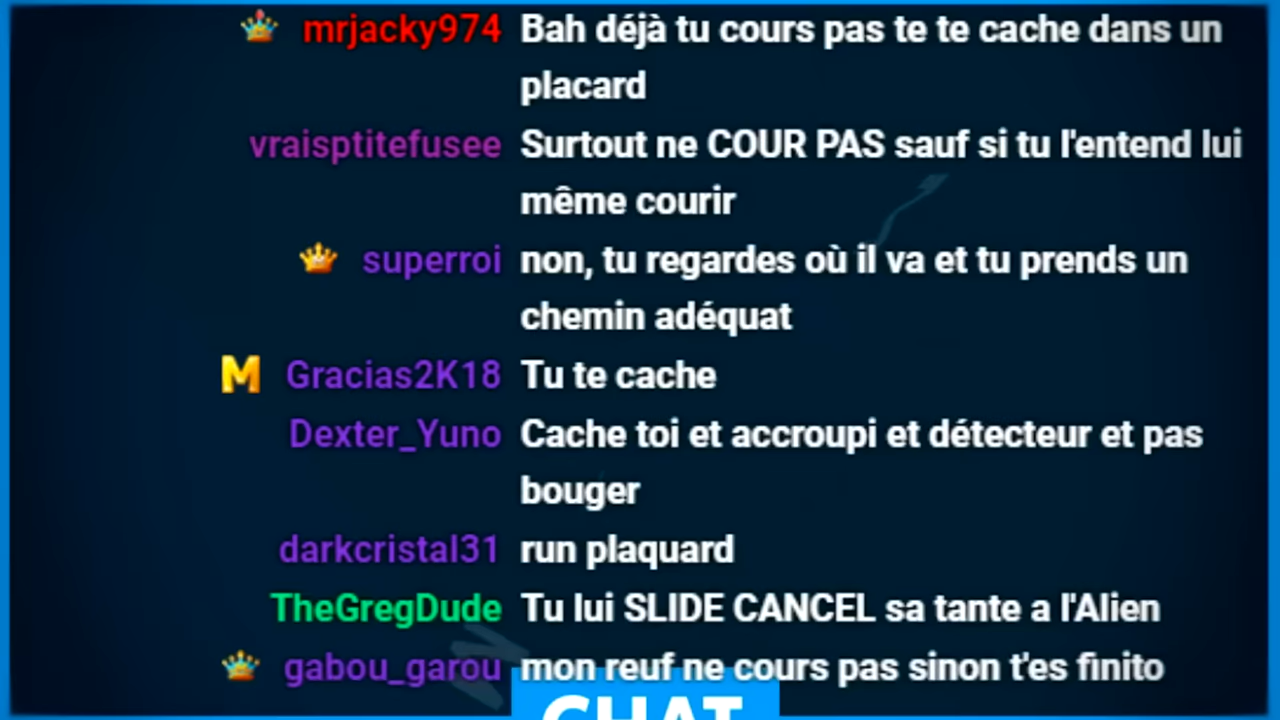 mrjacky974 Bah déjà tu cours pas te te cache dans un
placard
vraisptitefusee Surtout ne COUR PAS sauf si tu l'entend lui
même courir
superroi non, tu regardes où il va et tu prends un
chemin adéquat
M Gracias2K18 Tu te cache
Dexter_Yuno Cache toi et accroupi et détecteur et pas
bouger
darkcristal31 run plaquard
TheGregDude Tu lui SLIDE CANCEL sa tante a l'Alien
gabou_garou mon reuf ne cours pas sinon t'es finito
CHAT